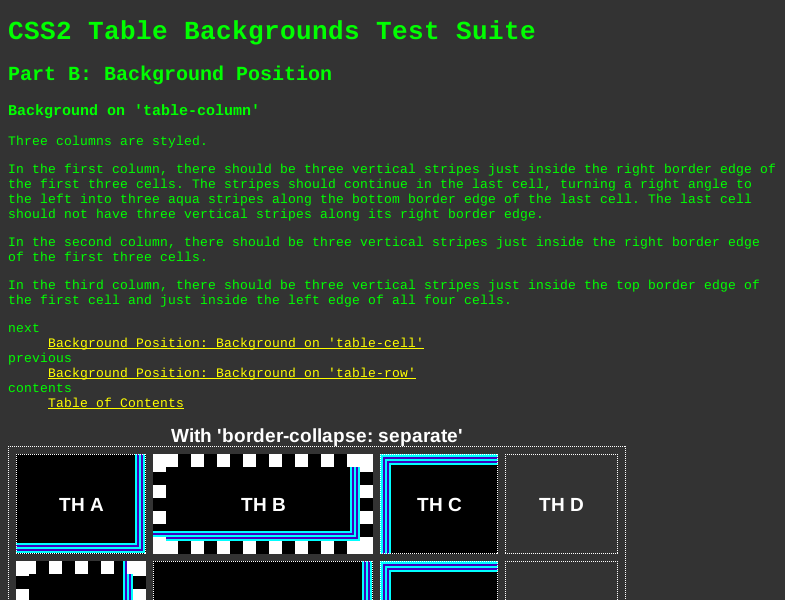 CSS2 Table Backgrounds Test Suite
Part B: Background Position
Background on 'table-column'
Three columns are styled.
In the first column, there should be three vertical stripes just inside the right border edge of
the first three cells. The stripes should continue in the last cell, turning a right angle to
the left into three aqua stripes along the bottom border edge of the last cell. The last cell
should not have three vertical stripes along its right border edge.
In the second column, there should be three vertical stripes just inside the right border edge
of the first three cells.
In the third column, there should be three vertical stripes just inside the top border edge of
the first cell and just inside the left edge of all four cells.
next
Background Position: Background on 'table-cell'
previous
Background Position: Background on 'table-row'
contents
Table of Contents
With 'border-collapse: separate'
TH A TH B TH C TH D